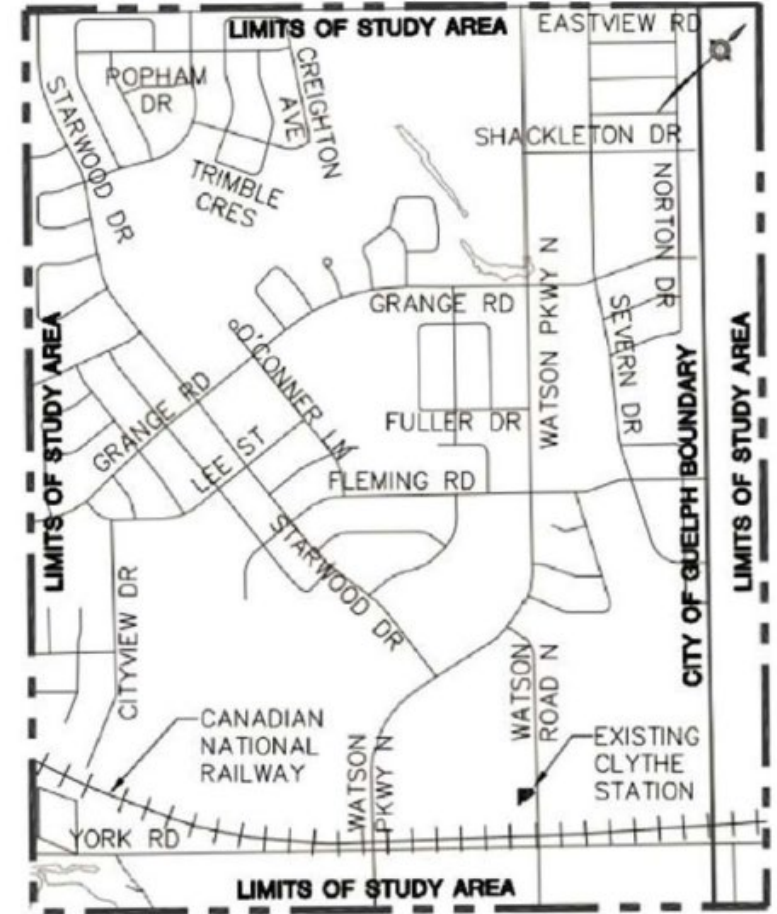 LIMITS OF STUDY AREA
EASTVIEW RD
POPHAM
DR
CREIGHTON
AVE
STARWOOD DR
SHACKLETON DR
TRIMBLE
CRES
NORTON DR
WATSON PKWY N
GRANGE RD
SEVERN DR
O'CONNER LN
LIMITS OF STUDY AREA
LIMITS OF STUDY AREA
CITY OF GUELPH BOUNDARY
GRANGE RD
FULLER DR
LEE ST
FLEMING RD
STARWOOD DR
CITYVIEW DR
WATSON
ROAD N
CANADIAN
NATIONAL
RAILWAY
WATSON
PKWY N
EXISTING
CLYTHE
STATION
YORK RD
LIMITS OF STUDY AREA